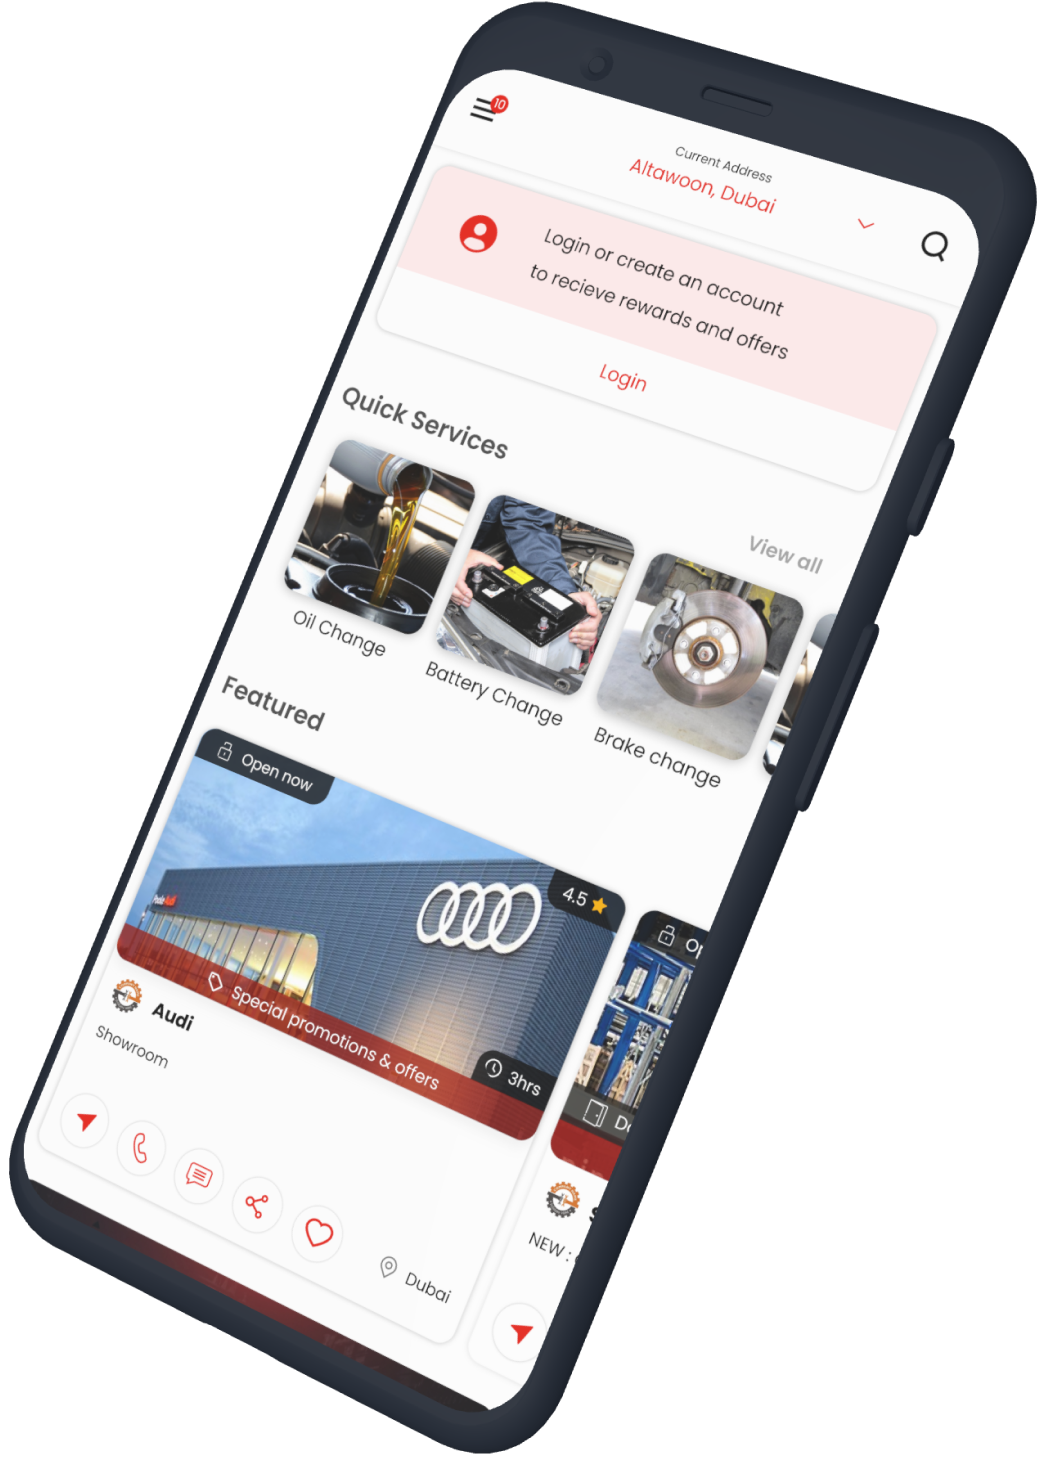 10
Current Address
Altawoon, Dubai
Login or create an account
to recieve rewards and offers
Login
Quick Services
View all
Oil Change
Battery Change
Brake change
Featured
Open now
4.5
Special promotions & offers
3hrs
Audi
Showroom
Dubai
NEW :